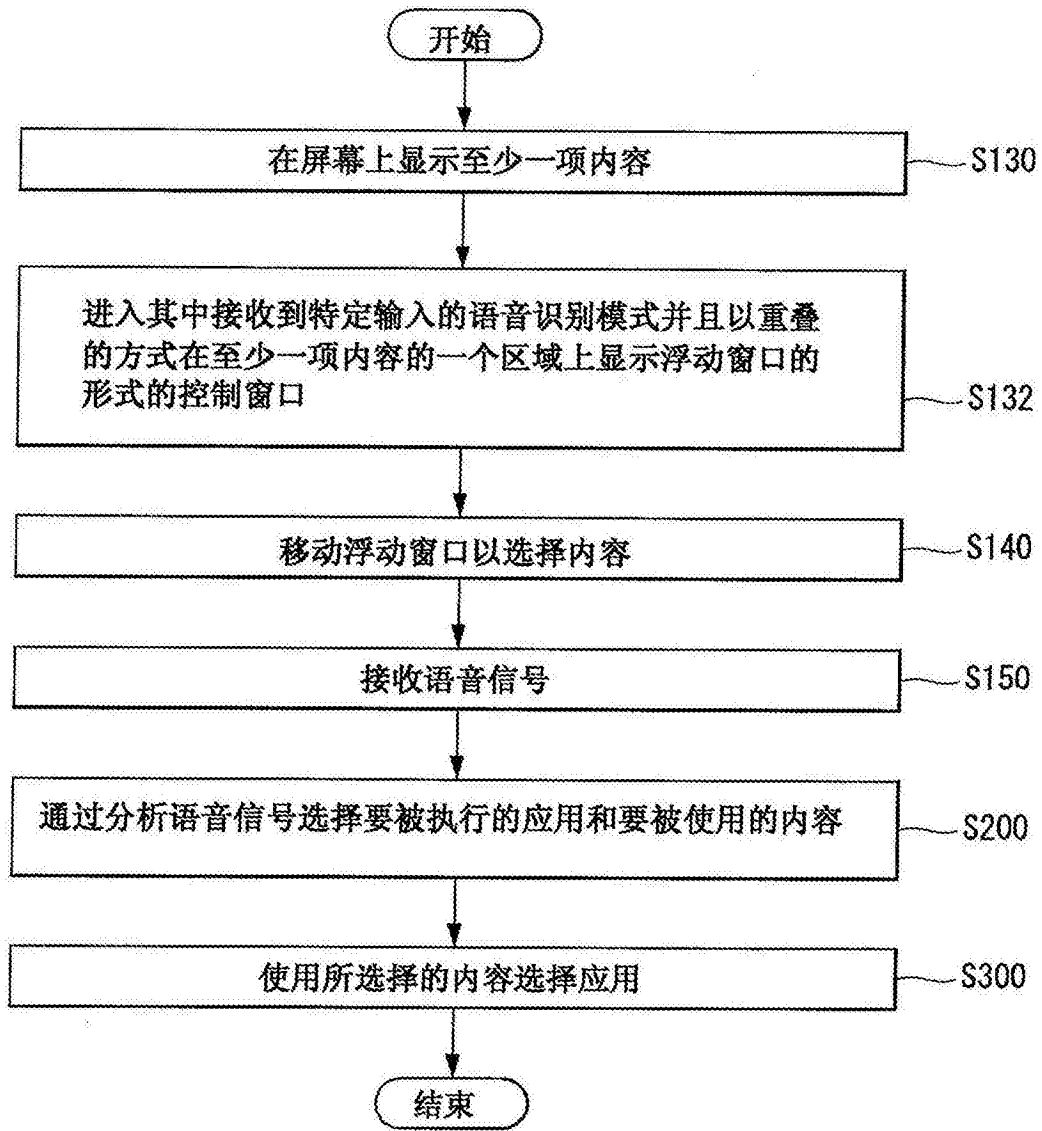 开始
在屏幕上显示至少一项内容
S130
进入其中接收到特定输入的语音识别模式并且以重叠
的方式在至少一项内容的一个区域上显示浮动窗口的
形式的控制窗口
S132
移动浮动窗口以选择内容
S140
接收语音信号
S150
通过分析语音信号选择要被执行的应用和要被使用的内容
S200
使用所选择的内容选择应用
S300
结束